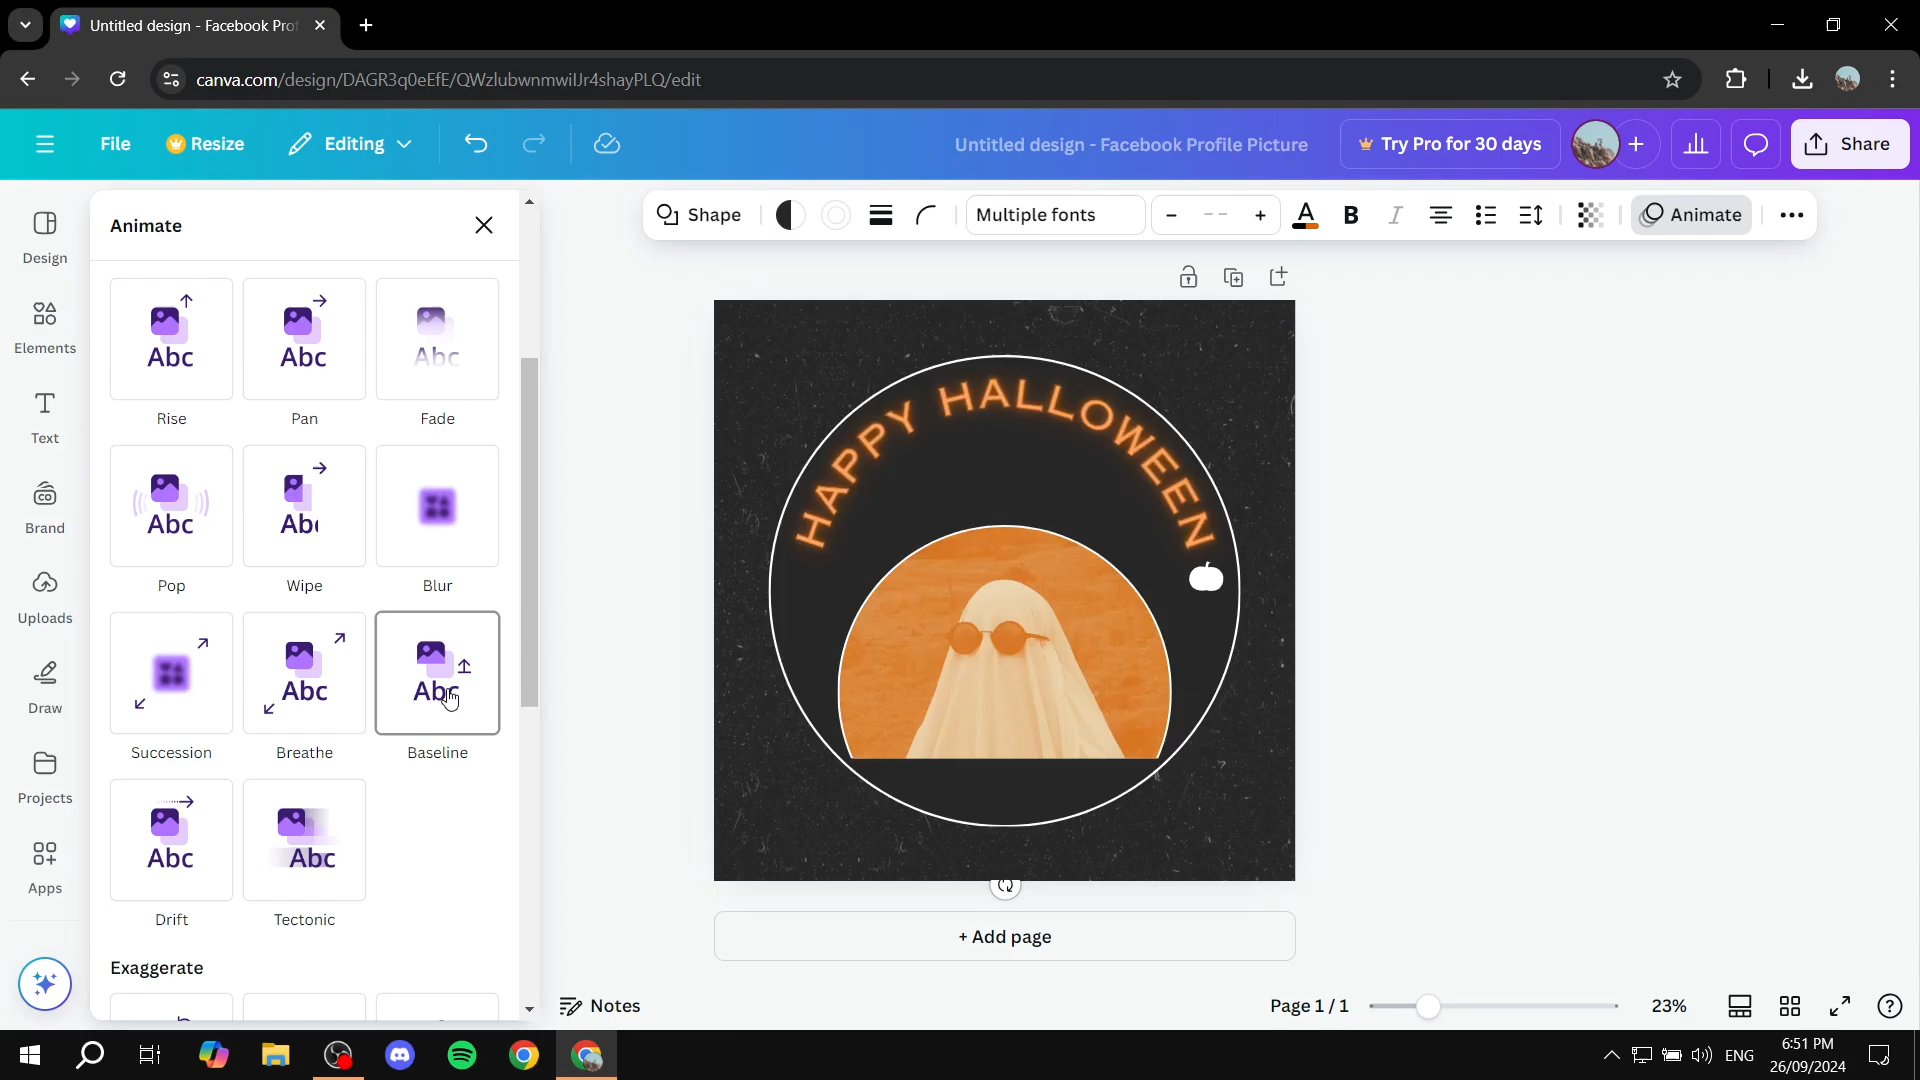 Untitled design - Facebook Prof
canva.com/design/DAGR3q0eEfE/QWzlubwnmwilJr4shayPLQ/edit
File
Resize
Editing
Untitled design - Facebook Profile Picture
Try Pro for 30 days
Share
Design
Elements
Text
Brand
Uploads
Draw
Projects
Apps
Animate
Abc
Abc
Abc
Rise
Pan
Fade
Abc
Abc
Pop
Wipe
Blur
Abc
Abc
Succession
Breathe
Baseline
Abc
Abc
Drift
Tectonic
Exaggerate
Shape
Multiple fonts
- -- +
A
B
I
Animate
HAPPY HALLOWEEN
+ Add page
Notes
Page 1 / 1
23%
ENG
6:51 PM
26/09/2024